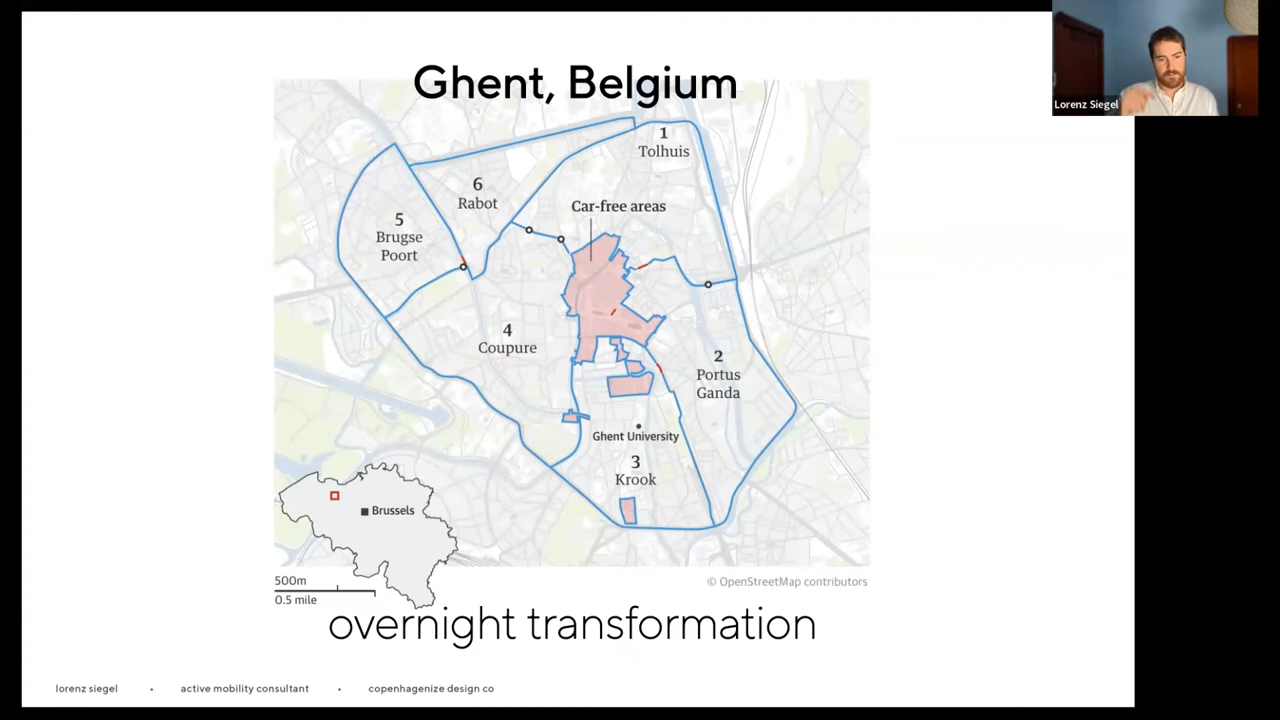 Ghent, Belgium
Lorenz Siegel
1
Tolhuis
6
Rabot
Car-free areas
5
Brugse
Poort
4
Coupure
2
Portus
Ganda
Ghent University
3
Krook
Brussels
500m
0.5 mile
© OpenStreetMap contributors
overnight transformation
lorenz siegel • active mobility consultant • copenhagenize design co